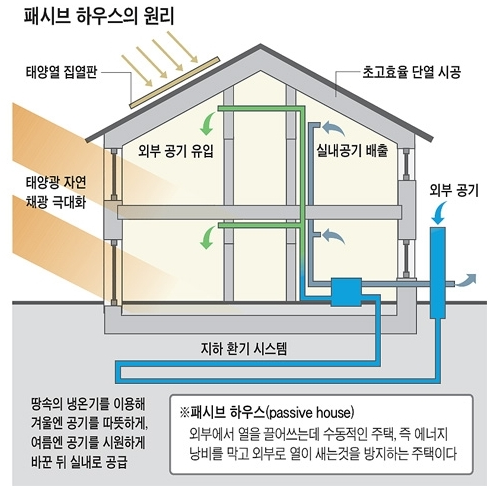 패시브 하우스의 원리
태양열 집열판
초고효율 단열 시공
외부 공기 유입
실내공기 배출
태양광 자연
채광 극대화
외부 공기
지하 환기 시스템
땅속의 냉온기를 이용해
겨울엔 공기를 따뜻하게,
여름엔 공기를 시원하게
바꾼 뒤 실내로 공급
※패시브 하우스(passive house)
외부에서 열을 끌어쓰는데 수동적인 주택, 즉 에너지
낭비를 막고 외부로 열이 새는것을 방지하는 주택이다